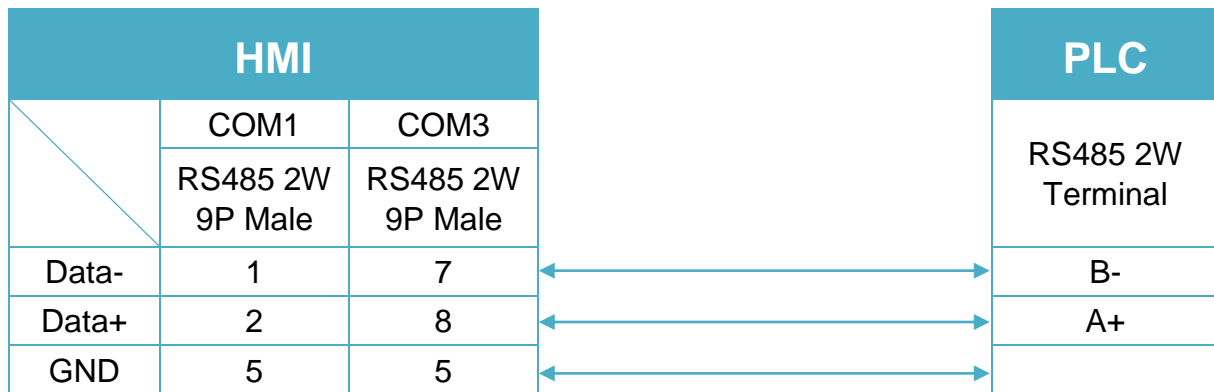 HMI
PLC
COM1 COM3
RS485 2W
9P Male
RS485 2W
9P Male
RS485 2W
Terminal
Data- 1 7 B-
Data+ 2 8 A+
GND 5 5